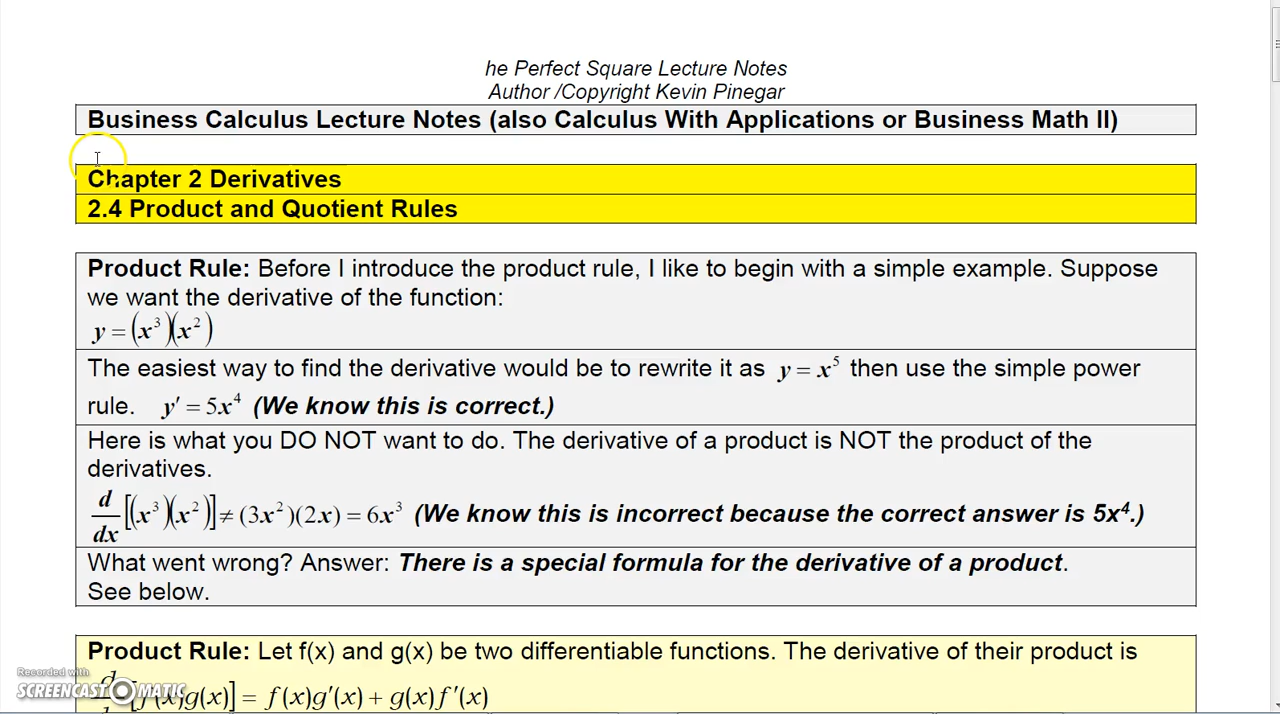 he Perfect Square Lecture Notes
Author /Copyright Kevin Pinegar
Business Calculus Lecture Notes (also Calculus With Applications or Business Math II)
Chapter 2 Derivatives
2.4 Product and Quotient Rules
Product Rule: Before I introduce the product rule, I like to begin with a simple example. Suppose
we want the derivative of the function:
y = (x³)(x²)
The easiest way to find the derivative would be to rewrite it as y = x⁵ then use the simple power
rule. y′ = 5x⁴ (We know this is correct.)
Here is what you DO NOT want to do. The derivative of a product is NOT the product of the
derivatives.
d/dx [(x³)(x²)] ≠ (3x²)(2x) = 6x³ (We know this is incorrect because the correct answer is 5x⁴.)
What went wrong? Answer: There is a special formula for the derivative of a product.
See below.
Product Rule: Let f(x) and g(x) be two differentiable functions. The derivative of their product is
d/d [f(x)g(x)] = f(x)g′(x) + g(x)f′(x)
Recorded with
SCREENCAST-O-MATIC